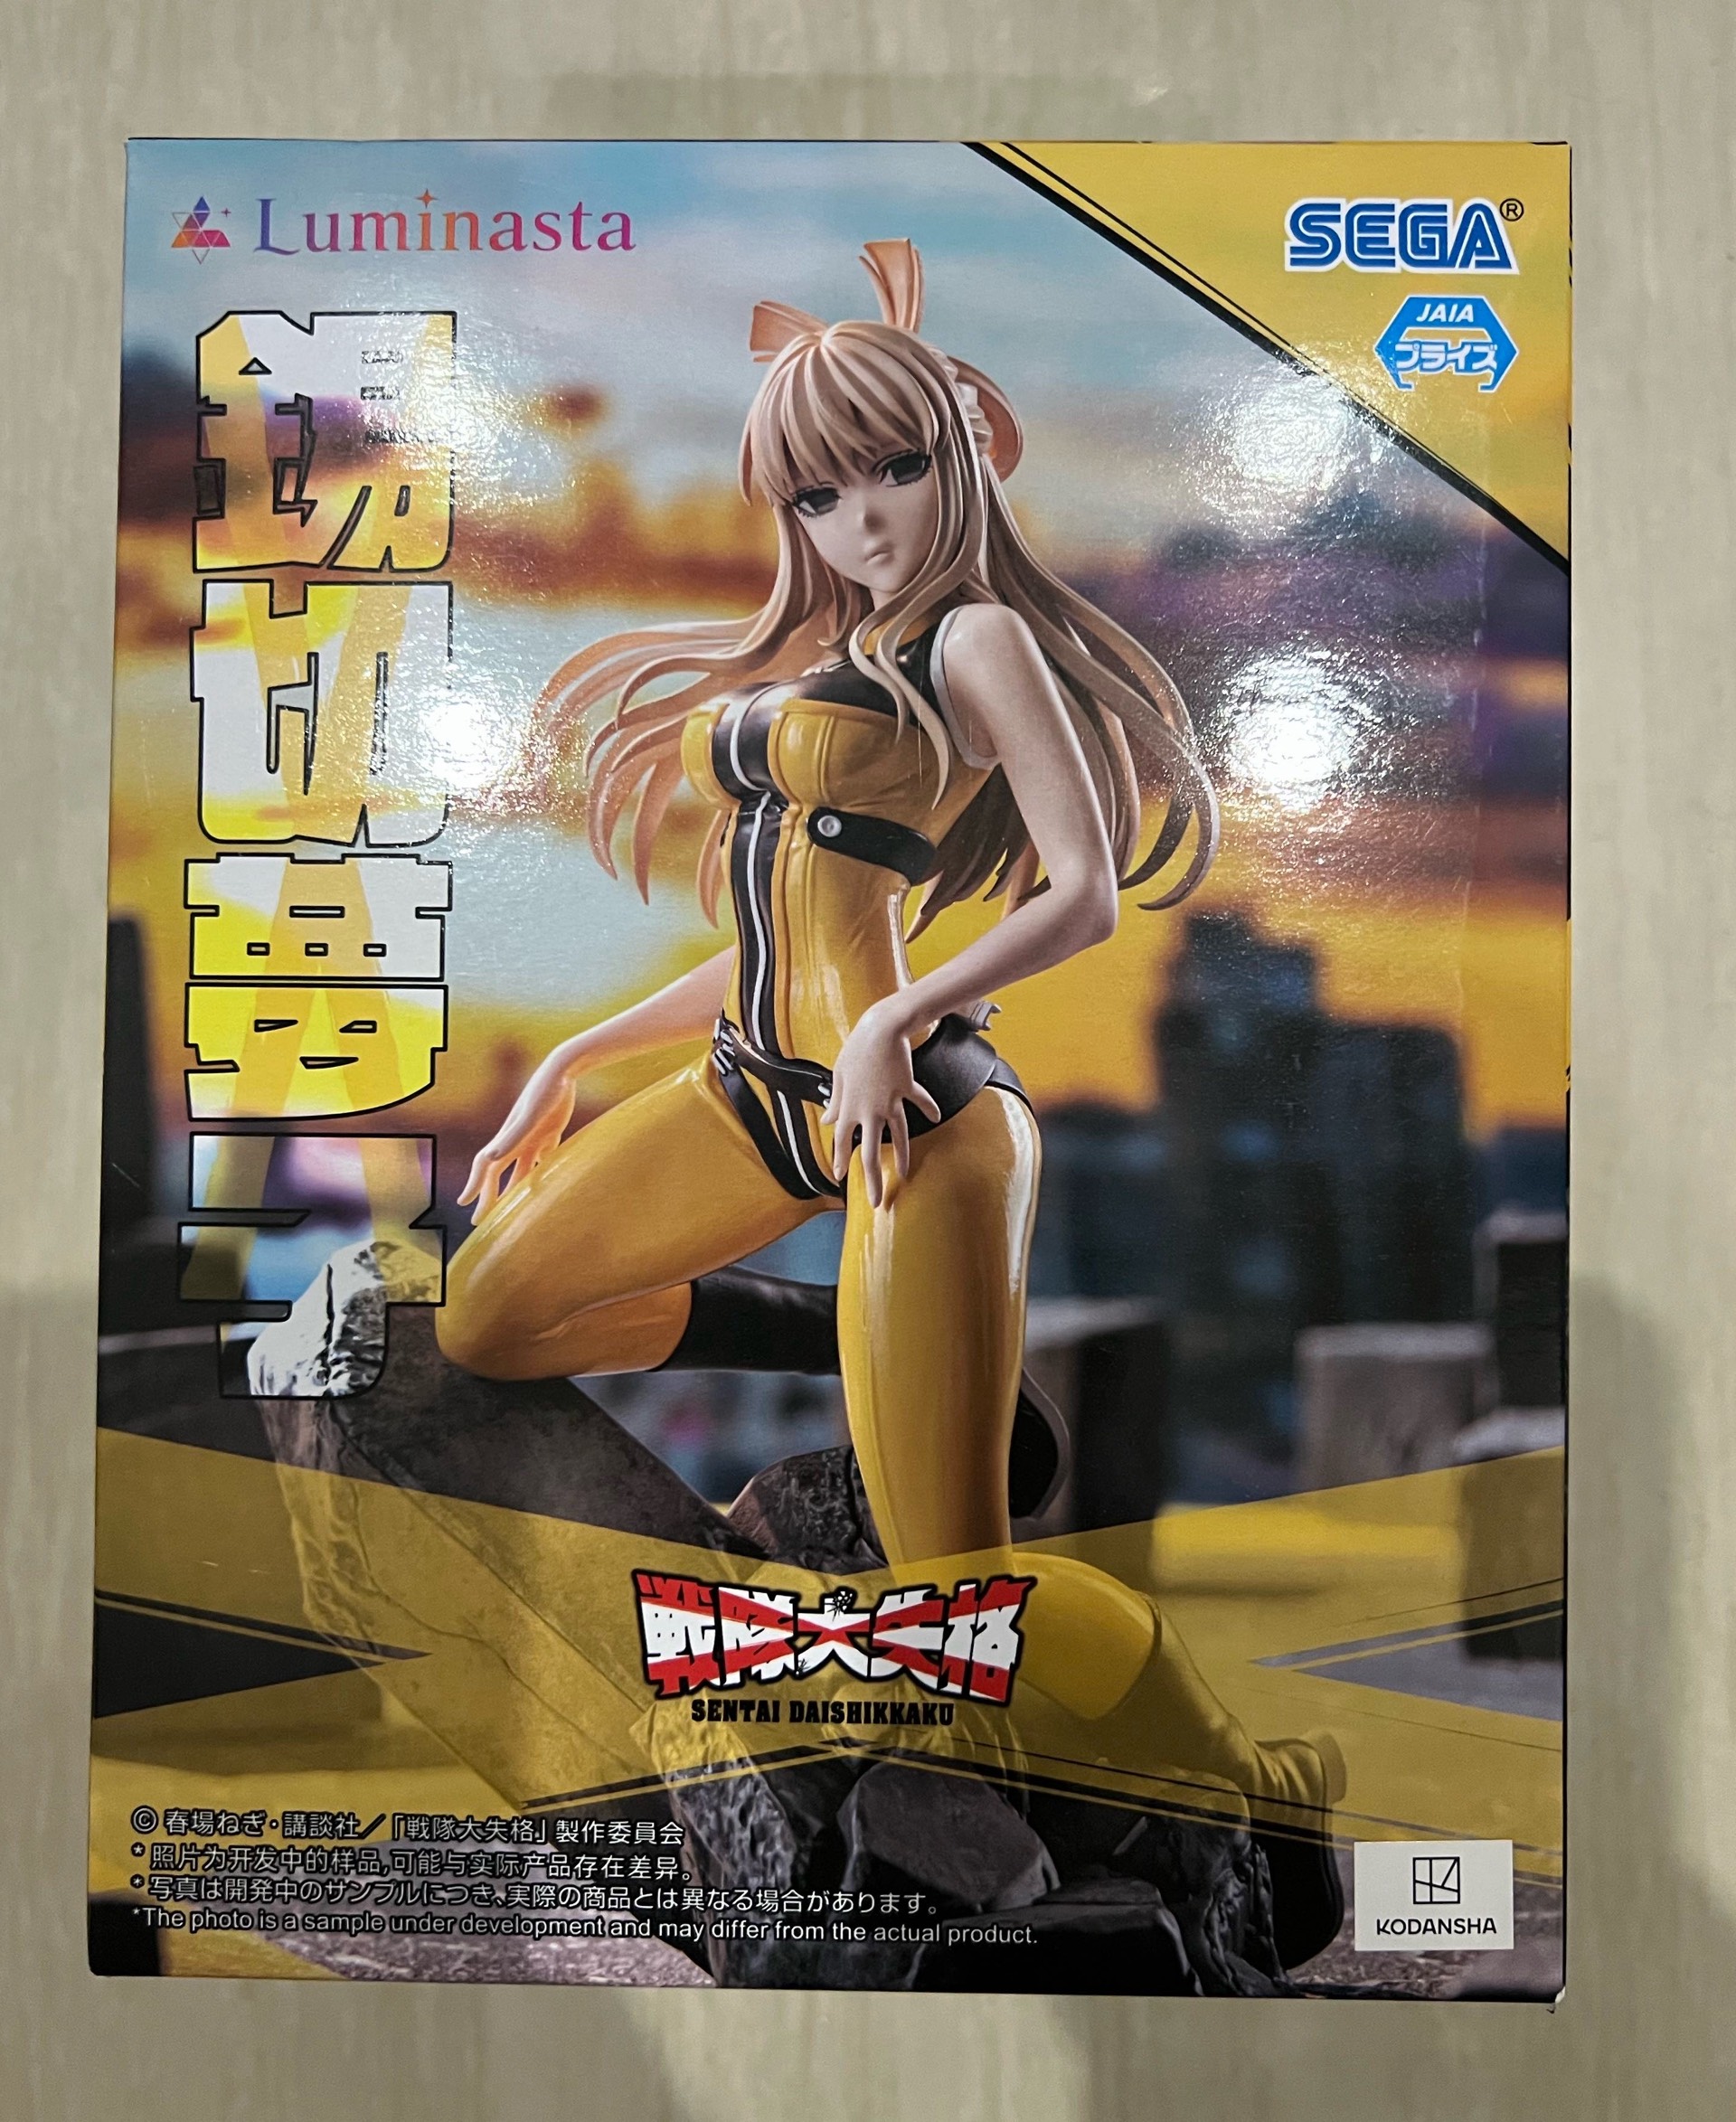 Luminasta
SEGA®
JAIA
プライズ
錫切夢子
戦隊大失格
SENTAI DAISHIKKAKU
© 春場ねぎ・講談社／「戦隊大失格」製作委員会
* 照片为开发中的样品,可能与实际产品存在差异。
* 写真は開発中のサンプルにつき、実際の商品とは異なる場合があります。
*The photo is a sample under development and may differ from the actual product.
KODANSHA